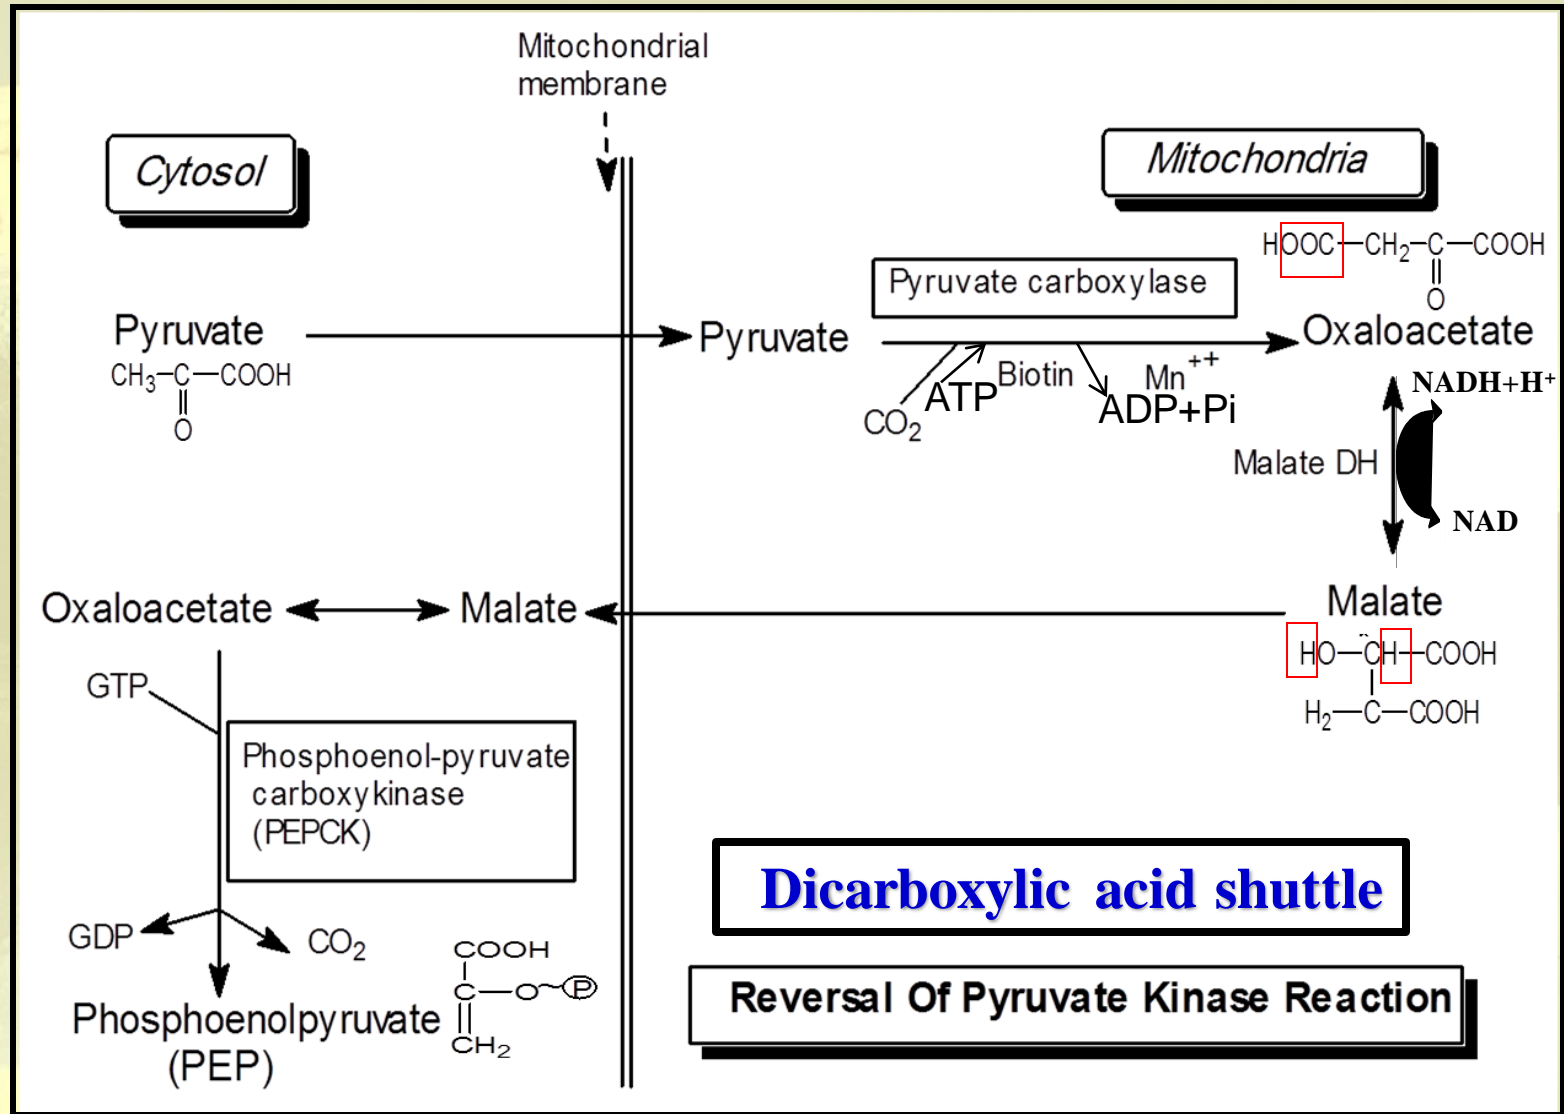 Mitochondrial
membrane
Cytosol
Mitochondria
HOOC—CH₂—C—COOH
O
Pyruvate carboxylase
Pyruvate
Pyruvate
Oxaloacetate
CH₃—C—COOH
O
CO₂
ATP
Biotin
Mn⁺⁺
ADP+Pi
NADH+H⁺
Malate DH
NAD
Oxaloacetate
Malate
Malate
HO—CH—COOH
H₂—C—COOH
GTP
Phosphoenol-pyruvate
carboxykinase
(PEPCK)
GDP
CO₂
Dicarboxylic acid shuttle
Reversal Of Pyruvate Kinase Reaction
COOH
C—O~P
CH₂
Phosphoenolpyruvate
(PEP)